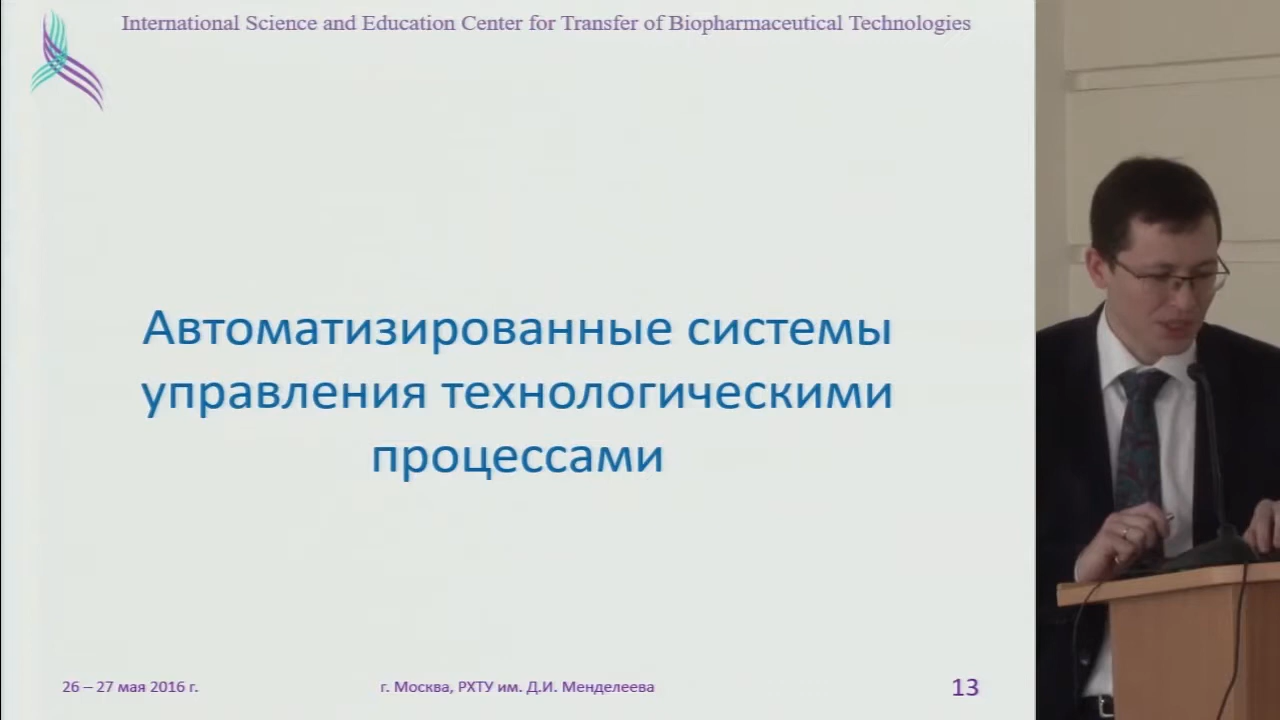 International Science and Education Center for Transfer of Biopharmaceutical Technologies
Автоматизированные системы
управления технологическими
процессами
26 – 27 мая 2016 г.
г. Москва, РХТУ им. Д.И. Менделеева
13